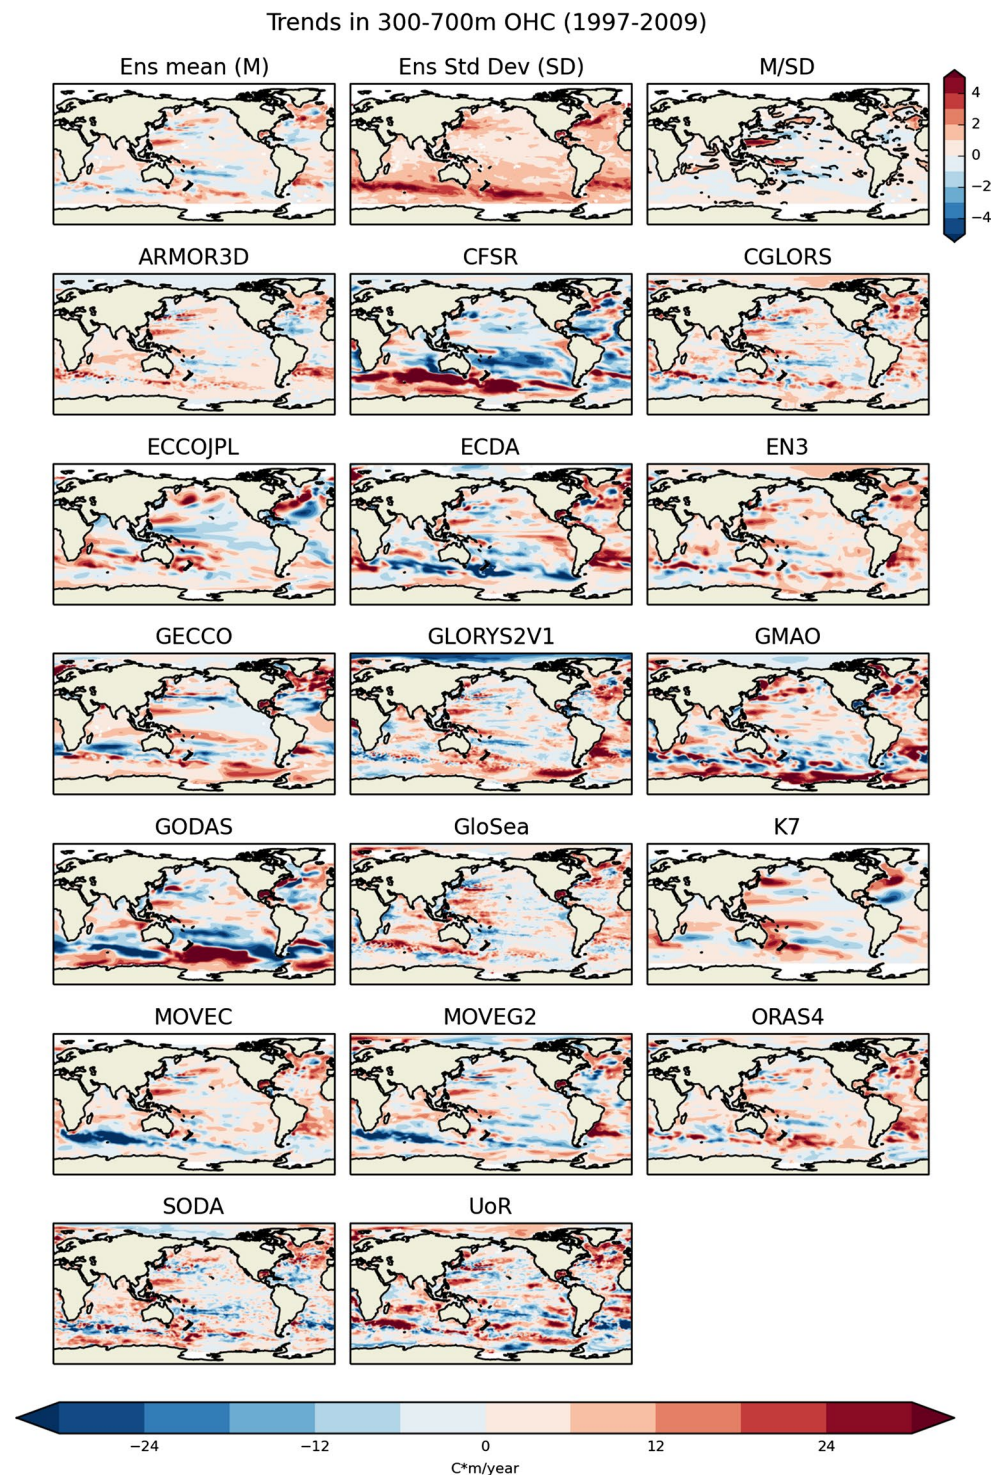 Trends in 300-700m OHC (1997-2009)
Ens mean (M) Ens Std Dev (SD) M/SD
4
2
0
−2
−4
ARMOR3D CFSR CGLORS
ECCOJPL ECDA EN3
GECCO GLORYS2V1 GMAO
GODAS GloSea K7
MOVEC MOVEG2 ORAS4
SODA UoR
−24 −12 0 12 24
C*m/year